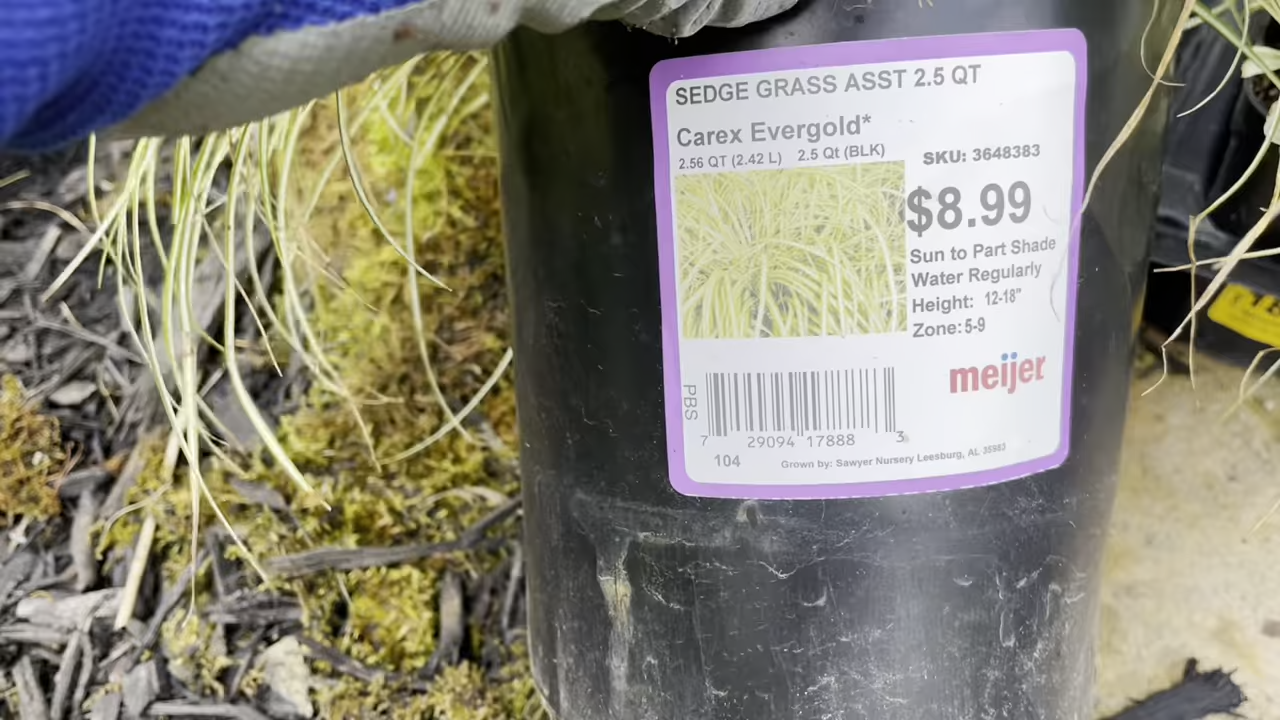 SEDGE GRASS ASST 2.5 QT
Carex Evergold*
2.56 QT (2.42 L) 2.5 Qt (BLK)
SKU: 3648383
$8.99
Sun to Part Shade
Water Regularly
Height: 12-18"
Zone: 5-9
meijer
PBS
7 29094 17888 3
104
Grown by: Sawyer Nursery Leesburg, AL 35983